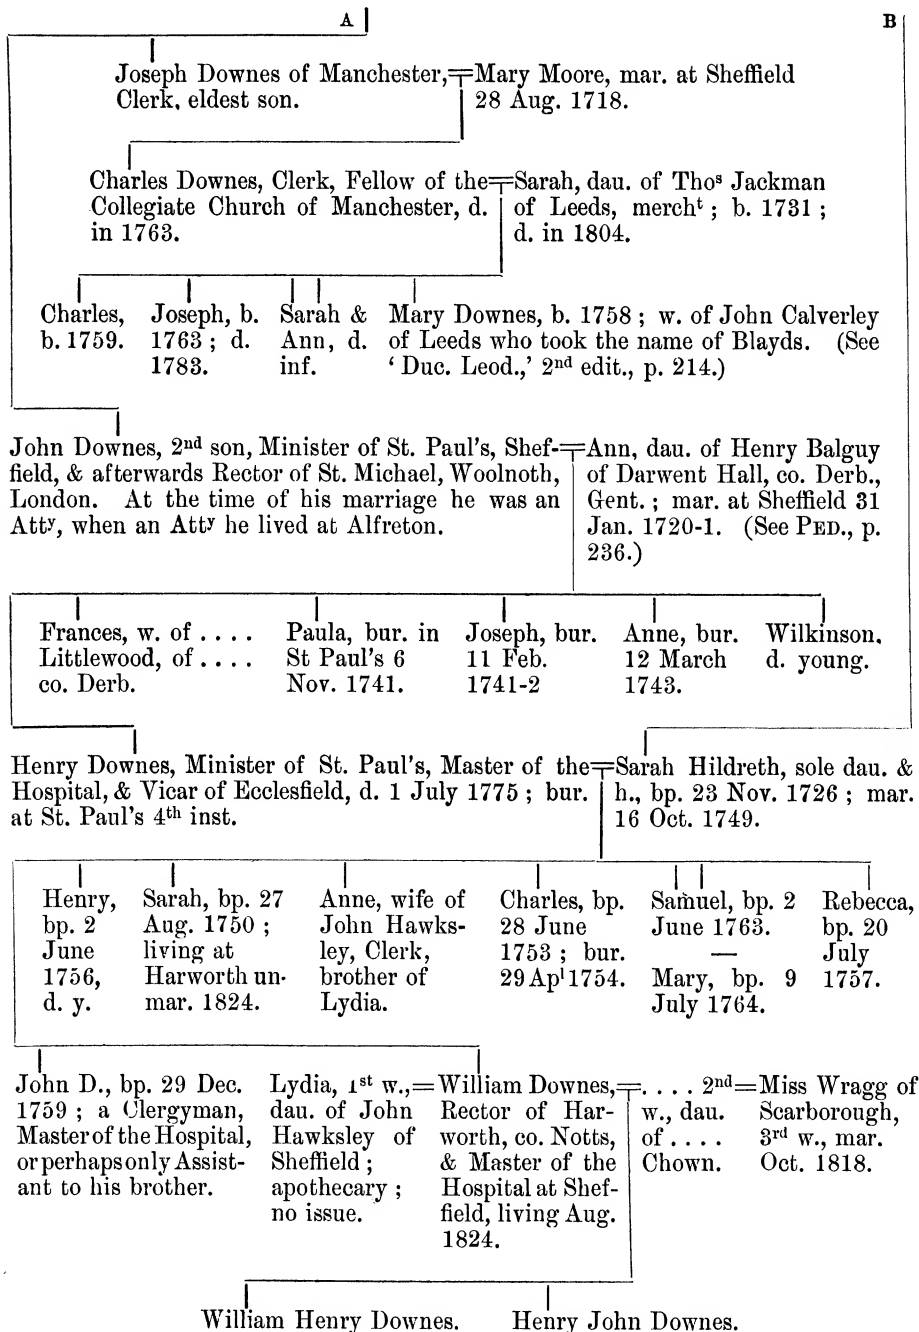 A
B
Joseph Downes of Manchester,
Clerk, eldest son.
Mary Moore, mar. at Sheffield
28 Aug. 1718.
Charles Downes, Clerk, Fellow of the
Collegiate Church of Manchester, d.
in 1763.
Sarah, dau. of Thoˢ Jackman
of Leeds, merchᵗ ; b. 1731 ;
d. in 1804.
Charles,
b. 1759.
Joseph, b.
1763 ; d.
1783.
Sarah &
Ann, d.
inf.
Mary Downes, b. 1758 ; w. of John Calverley
of Leeds who took the name of Blayds. (See
‘ Duc. Leod.,’ 2ⁿᵈ edit., p. 214.)
John Downes, 2ⁿᵈ son, Minister of St. Paul's, Shef-
field, & afterwards Rector of St. Michael, Woolnoth,
London. At the time of his marriage he was an
Attʸ, when an Attʸ he lived at Alfreton.
Ann, dau. of Henry Balguy
of Darwent Hall, co. Derb.,
Gent. ; mar. at Sheffield 31
Jan. 1720-1. (See PED., p.
236.)
Frances, w. of . . . .
Littlewood, of . . . .
co. Derb.
Paula, bur. in
St Paul's 6
Nov. 1741.
Joseph, bur.
11 Feb.
1741-2
Anne, bur.
12 March
1743.
Wilkinson.
d. young.
Henry Downes, Minister of St. Paul's, Master of the
Hospital, & Vicar of Ecclesfield, d. 1 July 1775 ; bur.
at St. Paul's 4ᵗʰ inst.
Sarah Hildreth, sole dau. &
h., bp. 23 Nov. 1726 ; mar.
16 Oct. 1749.
Henry,
bp. 2
June
1756,
d. y.
Sarah, bp. 27
Aug. 1750 ;
living at
Harworth un-
mar. 1824.
Anne, wife of
John Hawks-
ley, Clerk,
brother of
Lydia.
Charles, bp.
28 June
1753 ; bur.
29 Apˡ 1754.
Samuel, bp. 2
June 1763.
—
Mary, bp. 9
July 1764.
Rebecca,
bp. 20
July
1757.
John D., bp. 29 Dec.
1759 ; a Clergyman,
Master of the Hospital,
or perhaps only Assist-
ant to his brother.
Lydia, 1ˢᵗ w.,
dau. of John
Hawksley of
Sheffield ;
apothecary ;
no issue.
William Downes,
Rector of Har-
worth, co. Notts,
& Master of the
Hospital at Shef-
field, living Aug.
1824.
. . . . 2ⁿᵈ
w., dau.
of . . . .
Chown.
Miss Wragg of
Scarborough,
3ʳᵈ w., mar.
Oct. 1818.
William Henry Downes.
Henry John Downes.